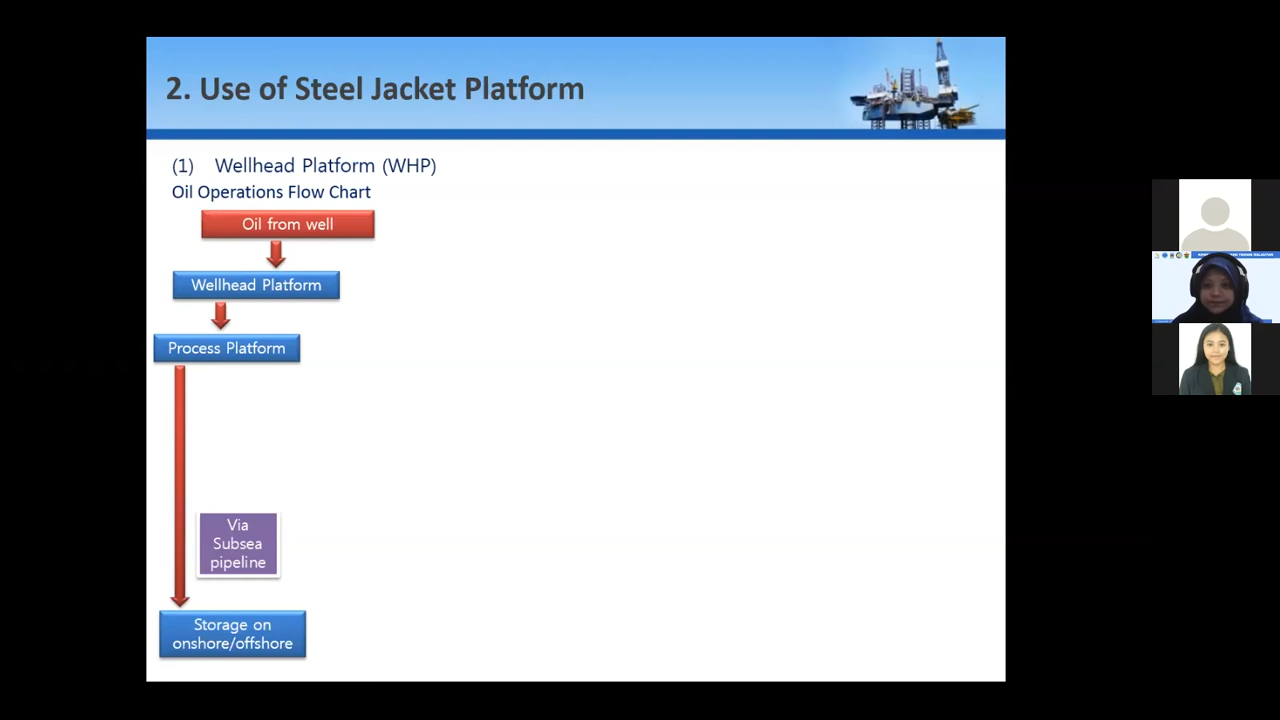 2. Use of Steel Jacket Platform
(1) Wellhead Platform (WHP)
Oil Operations Flow Chart
Oil from well
Wellhead Platform
Process Platform
Via
Subsea
pipeline
Storage on
onshore/offshore